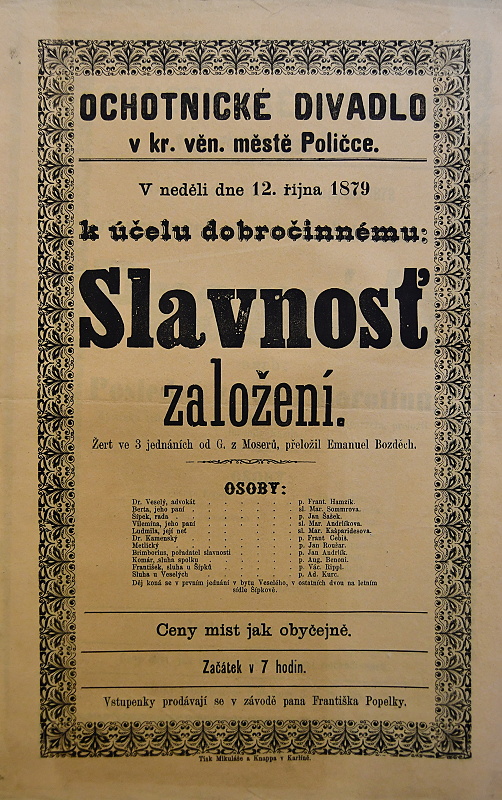 OCHOTNICKÉ DIVADLO
v kr. věn. městě Poličce.
V neděli dne 12. října 1879
k účelu dobročinnému:
Slavnosť
založení.
Žert ve 3 jednáních od G. z Moserů, přeložil Emanuel Bozděch.
OSOBY:
Dr. Veselý, advokát . . . . . . . p. Frant. Hamzík.
Berta, jeho paní . . . . . . . sl. Mar. Sommrova.
Šípek, rada . . . . . . . p. Jan Šašek.
Vilemína, jeho paní . . . . . . . sl. Mar. Andrlíkova.
Ludmila, její neť . . . . . . . sl. Mar. Kašparidesova.
Dr. Kamenský . . . . . . . p. Frant Cebiš.
Metlický . . . . . . . p. Jan Roušar.
Brimborius, pořadatel slavnosti . . . . . p. Jan Andrlík.
Komár, sluha spolku . . . . . . . p. Aug. Benoni.
František, sluha u Šípků . . . . . . . p. Vác. Rippl.
Sluha u Veselých . . . . . . . p. Ad. Kurc.
Děj koná se v prvním jednání v bytu Veselého, v ostatních dvou na letním
sídle Šípkově.
Ceny míst jak obyčejně.
Začátek v 7 hodin.
Vstupenky prodávají se v závodě pana Františka Popelky.
Tisk Mikuláše a Knappa v Karlíně.